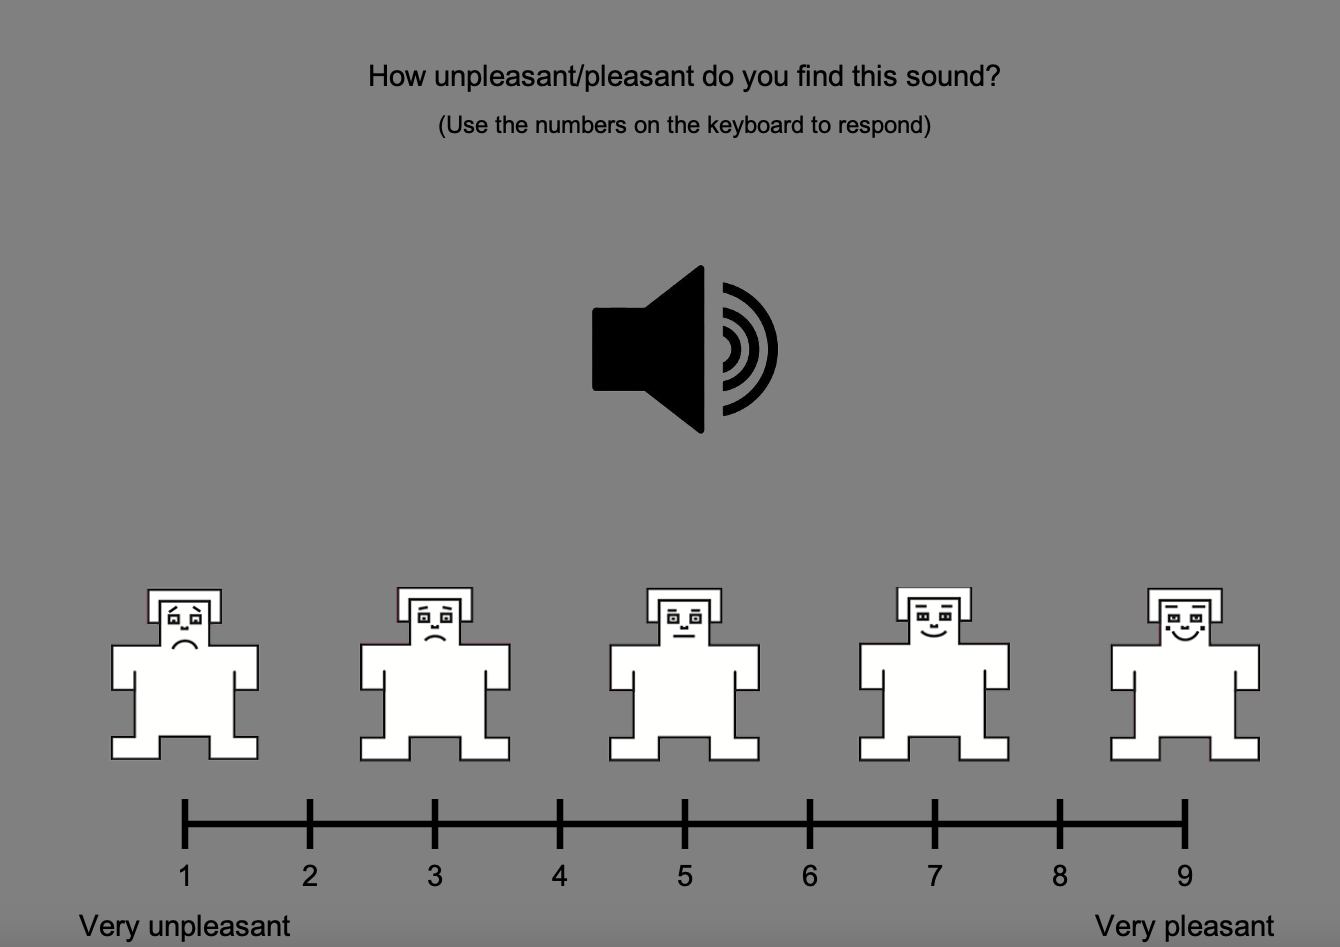 How unpleasant/pleasant do you find this sound?
(Use the numbers on the keyboard to respond)
1 2 3 4 5 6 7 8 9
Very unpleasant Very pleasant